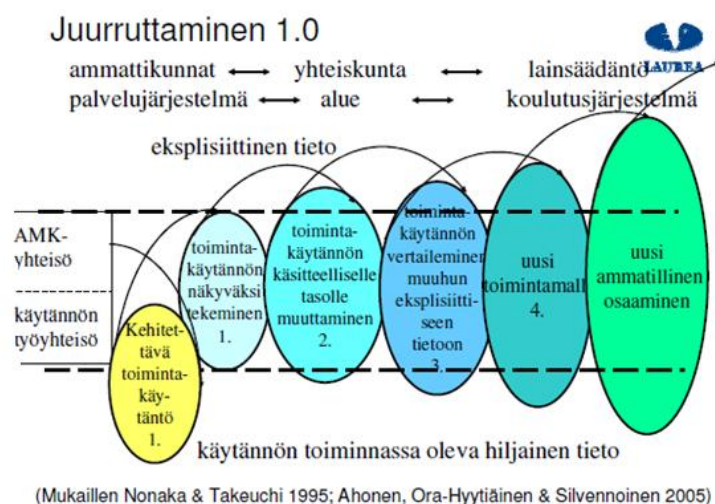 Juurruttaminen 1.0
LAUREA
ammattikunnat yhteiskunta lainsäädäntö
palvelujärjestelmä alue koulutusjärjestelmä
eksplisiittinen tieto
AMK-
yhteisö
käytännön
työyhteisö
Kehitet-
tävä
toiminta-
käy-
täntö
1.
toiminta-
käytännön
näkyväksi
tekeminen
1.
toiminta-
käytännön
käsitteelliselle
tasolle
muuttaminen
2.
toiminta-
käytännön
vertaileminen
muuhun
eksplisiitti-
seen
tietoon
3.
uusi
toimintamalli
4.
uusi
ammatillinen
osaaminen
käytännön toiminnassa oleva hiljainen tieto
(Mukaillen Nonaka & Takeuchi 1995; Ahonen, Ora-Hyytiäinen & Silvennoinen 2005)